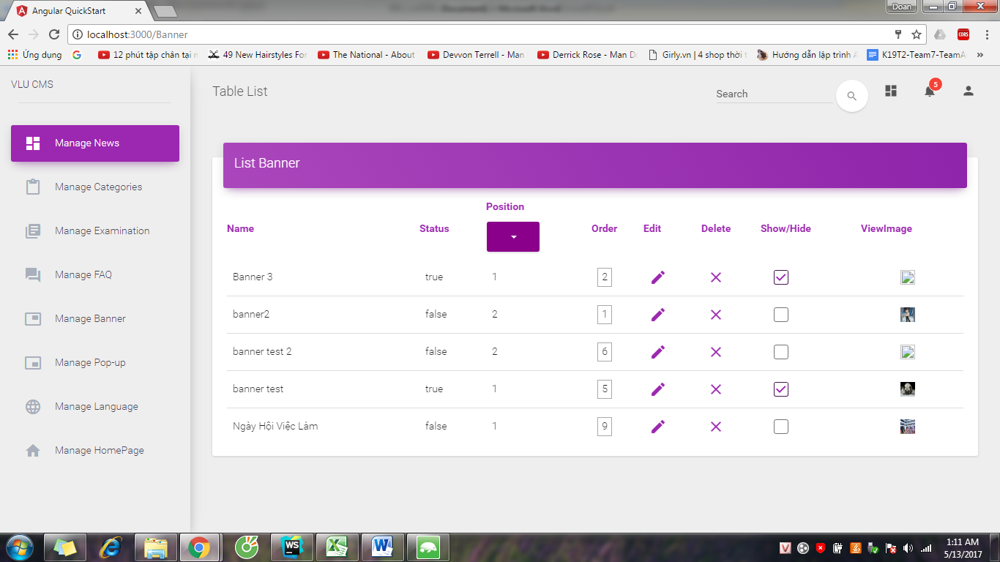 Angular QuickStart
Doan
localhost:3000/Banner
Ứng dụng
12 phút tập chân tại n
49 New Hairstyles For
The National - About
Devvon Terrell - Man
Derrick Rose - Man Do
Girly.vn | 4 shop thời t
Hướng dẫn lập trình A
K19T2-Team7-TeamA
»
VLU CMS
Table List
Search
5
CORS
Manage News
Manage Categories
Manage Examination
Manage FAQ
Manage Banner
Manage Pop-up
Manage Language
Manage HomePage
List Banner
Name Status Position Order Edit Delete Show/Hide ViewImage
Banner 3 true 1 2
banner2 false 2 1
banner test 2 false 2 6
banner test true 1 5
Ngày Hội Việc Làm false 1 9
WS
1:11 AM
5/13/2017